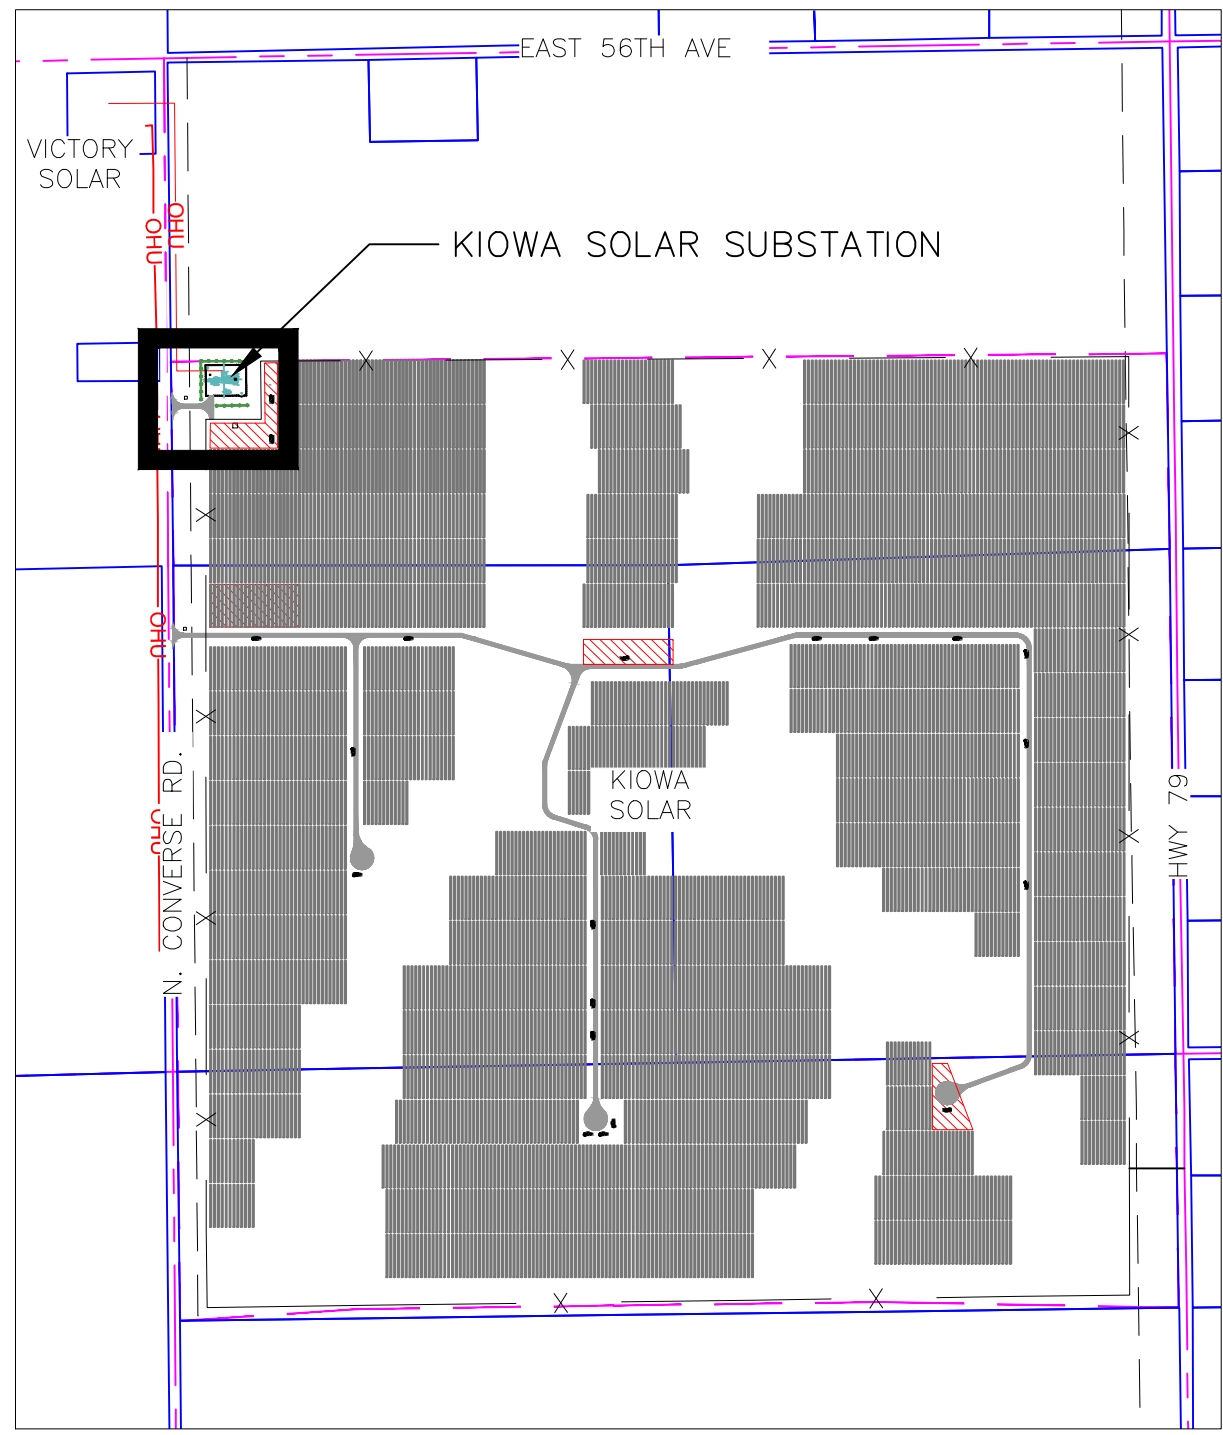 EAST 56TH AVE
VICTORY
SOLAR
OHU
OHU
KIOWA SOLAR SUBSTATION
X
X
X
X
X
X
OHU
X
X
KIOWA
SOLAR
N. CONVERSE RD.
OHU
HWY 79
X
X
X
X
X
X